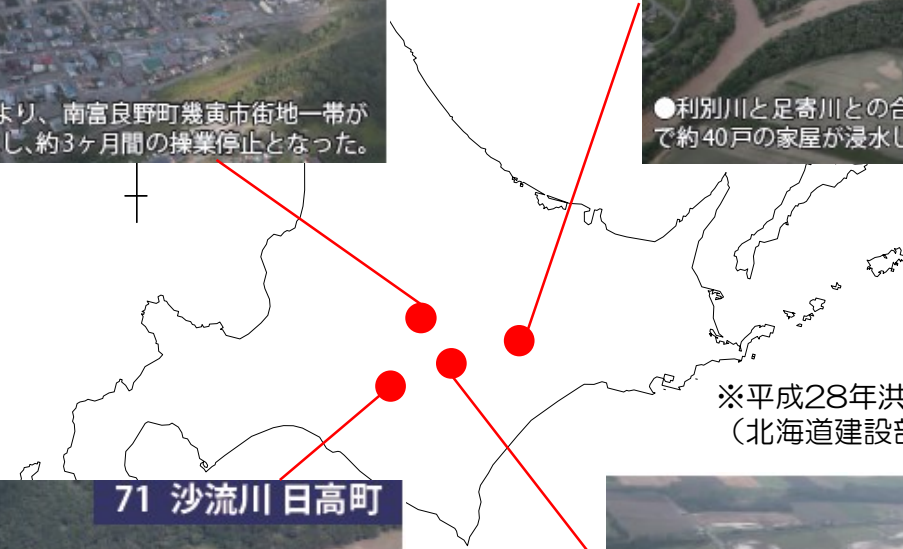 より、南富良野町幾寅市街地一帯が
し、約3ヶ月間の操業停止となった。
●利別川と足寄川との合
で約40戸の家屋が浸水し
※平成28年洪
（北海道建設部
71 沙流川 日高町